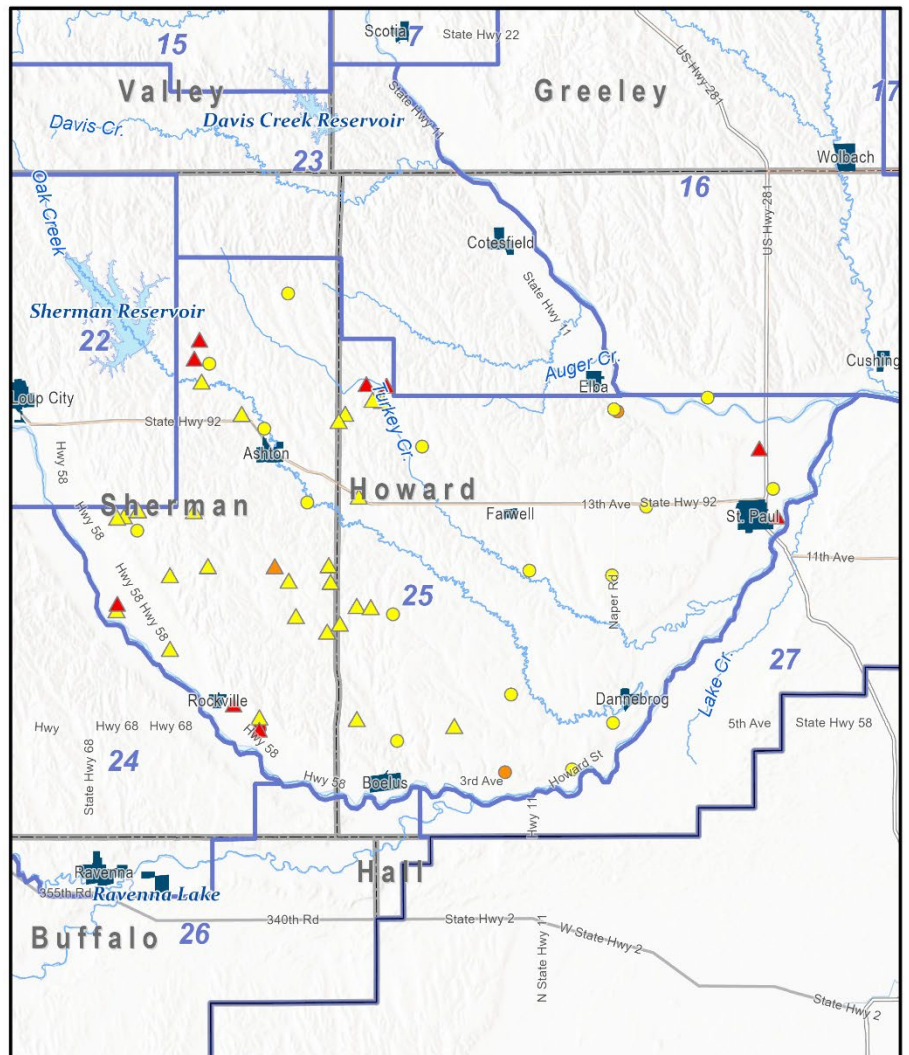 15
Scotia
7
State Hwy 22
Valley
Greeley
US Hwy-281
17
Davis Creek Reservoir
State Hwy 11
Davis Cr.
23
Wolbach
16
Oak Creek
US Hwy-281
Cotesfield
State Hwy 11
Sherman Reservoir
22
Auger Cr.
Cushing
Elba
Loup City
Turkey Cr.
State Hwy 92
Ashton
Hwy 58
Howard
Sherman
13th Ave
State Hwy 92
Farwell
St. Paul
Hwy 58
11th Ave
Hwy 58
Hwy 58
25
Naper Rd
27
Lake Cr.
Rockville
Dannebrog
Hwy
Hwy 68
Hwy 68
5th Ave
State Hwy 58
Hwy 58
24
State Hwy 68
Hwy 58
Boelus
3rd Ave
Howard St
Hwy 11
Hall
Ravenna
355th Rd
Ravenna Lake
340th Rd
State Hwy 2
Buffalo
26
W State Hwy 2
N State Hwy 11
State Hwy 2